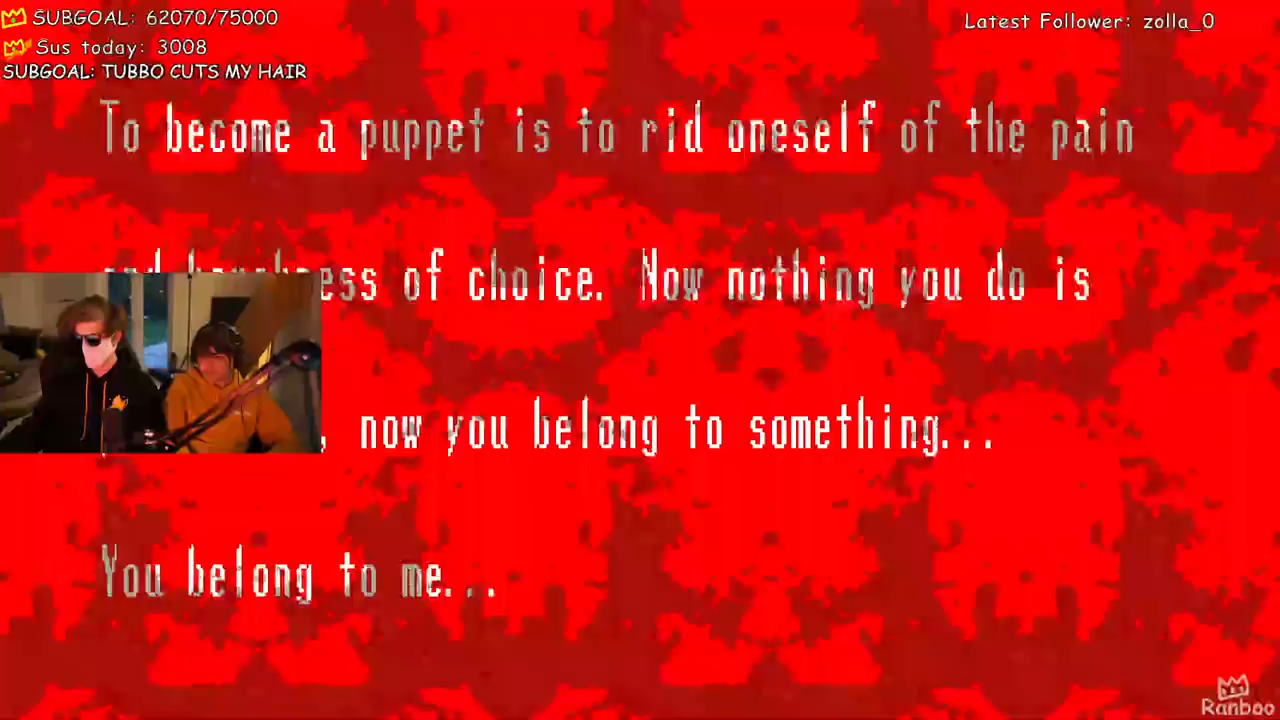 SUBGOAL: 62070/75000
Latest Follower: zolla_0
Sus today: 3008
SUBGOAL: TUBBO CUTS MY HAIR
To become a puppet is to rid oneself of the pain
and of choice. Now nothing you do is
, now you belong to something...
You belong to me...
Ranboo